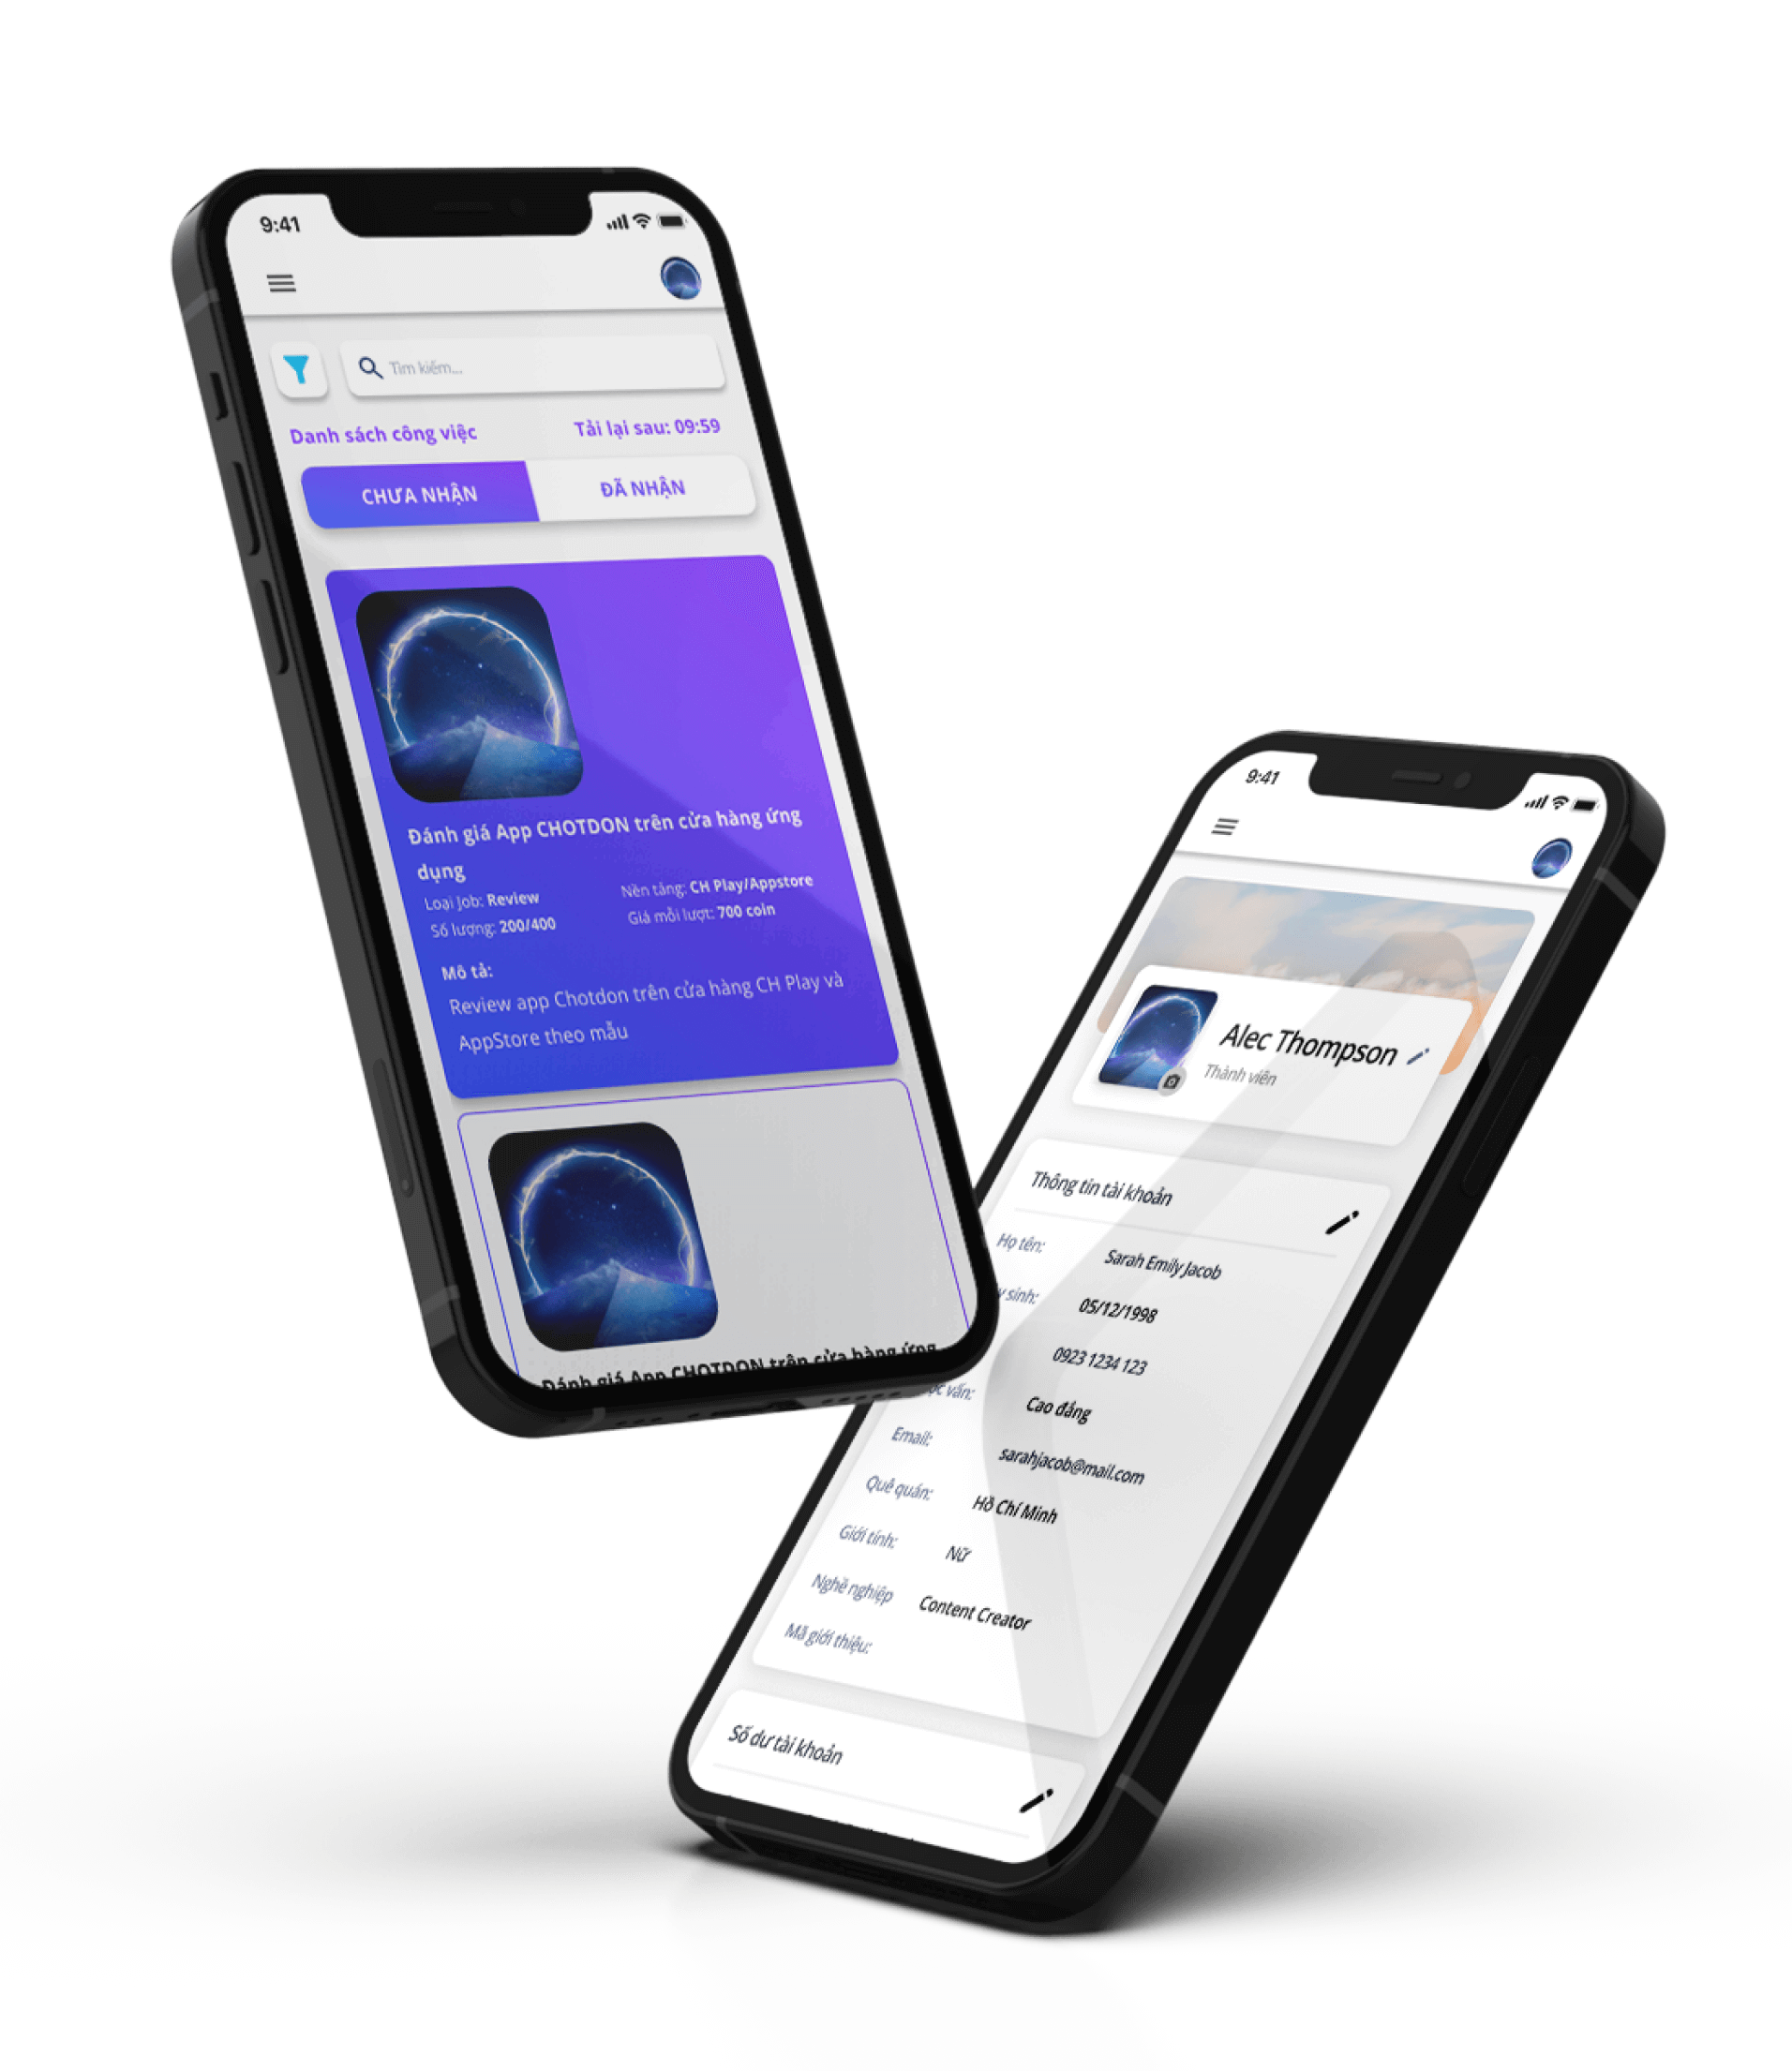 9:41
Tìm kiếm...
Danh sách công việc
Tải lại sau: 09:59
CHƯA NHẬN
ĐÃ NHẬN
Đánh giá App CHOTDON trên cửa hàng ứng
dụng
Loại Job: Review
Nền tảng: CH Play/Appstore
Số lượng: 200/400
Giá mỗi lượt: 700 coin
Mô tả:
Review app Chotdon trên cửa hàng CH Play và
AppStore theo mẫu
Đánh giá App CHOTDON trên cửa hàng ứng
9:41
Alec Thompson
Thành viên
Thông tin tài khoản
Họ tên: Sarah Emily Jacob
sinh: 05/12/1998
0923 1234 123
vấn: Cao đẳng
Email: sarahjacob@mail.com
Quê quán: Hồ Chí Minh
Giới tính: Nữ
Nghề nghiệp Content Creator
Mã giới thiệu:
Số dư tài khoản